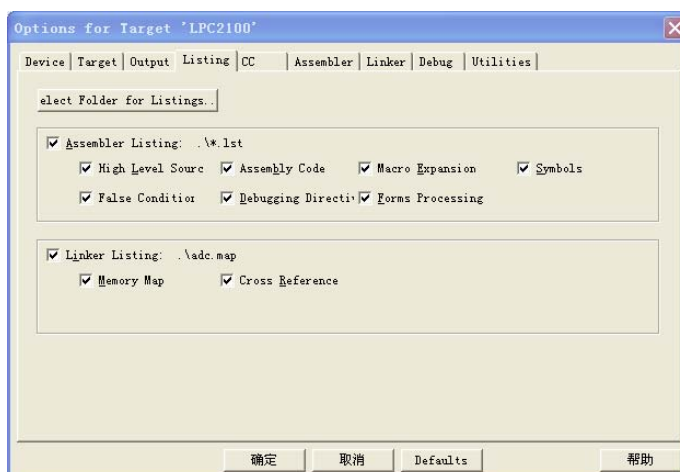 Options for Target 'LPC2100'
Device Target Output Listing CC Assembler Linker Debug Utilities
elect Folder for Listings..
Assembler Listing: .\*.lst
High Level Sourc Assembly Code Macro Expansion Symbols
False Condition Debugging Directiv Forms Processing
Linker Listing: .\adc.map
Memory Map Cross Reference
确定 取消 Defaults 帮助